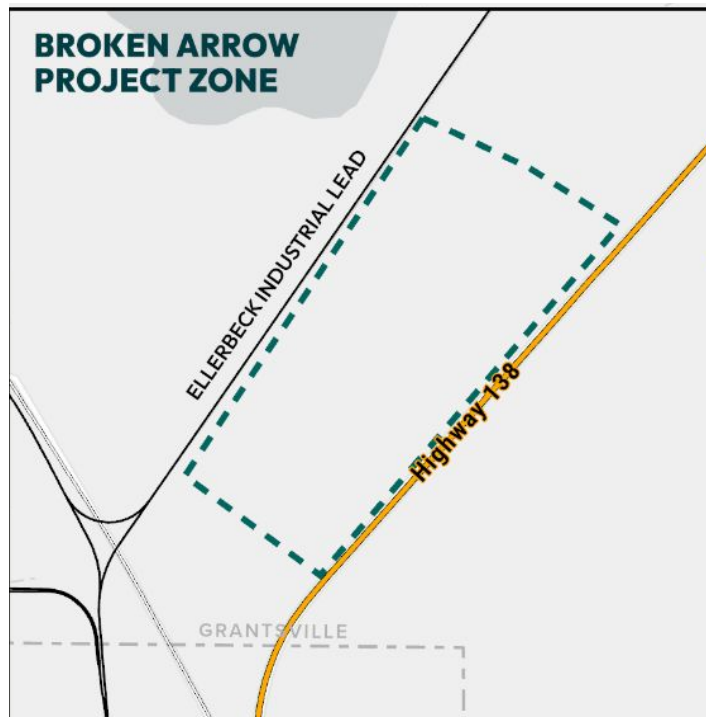 BROKEN ARROW
PROJECT ZONE
ELLERBECK INDUSTRIAL LEAD
Highway 138
GRANTSVILLE